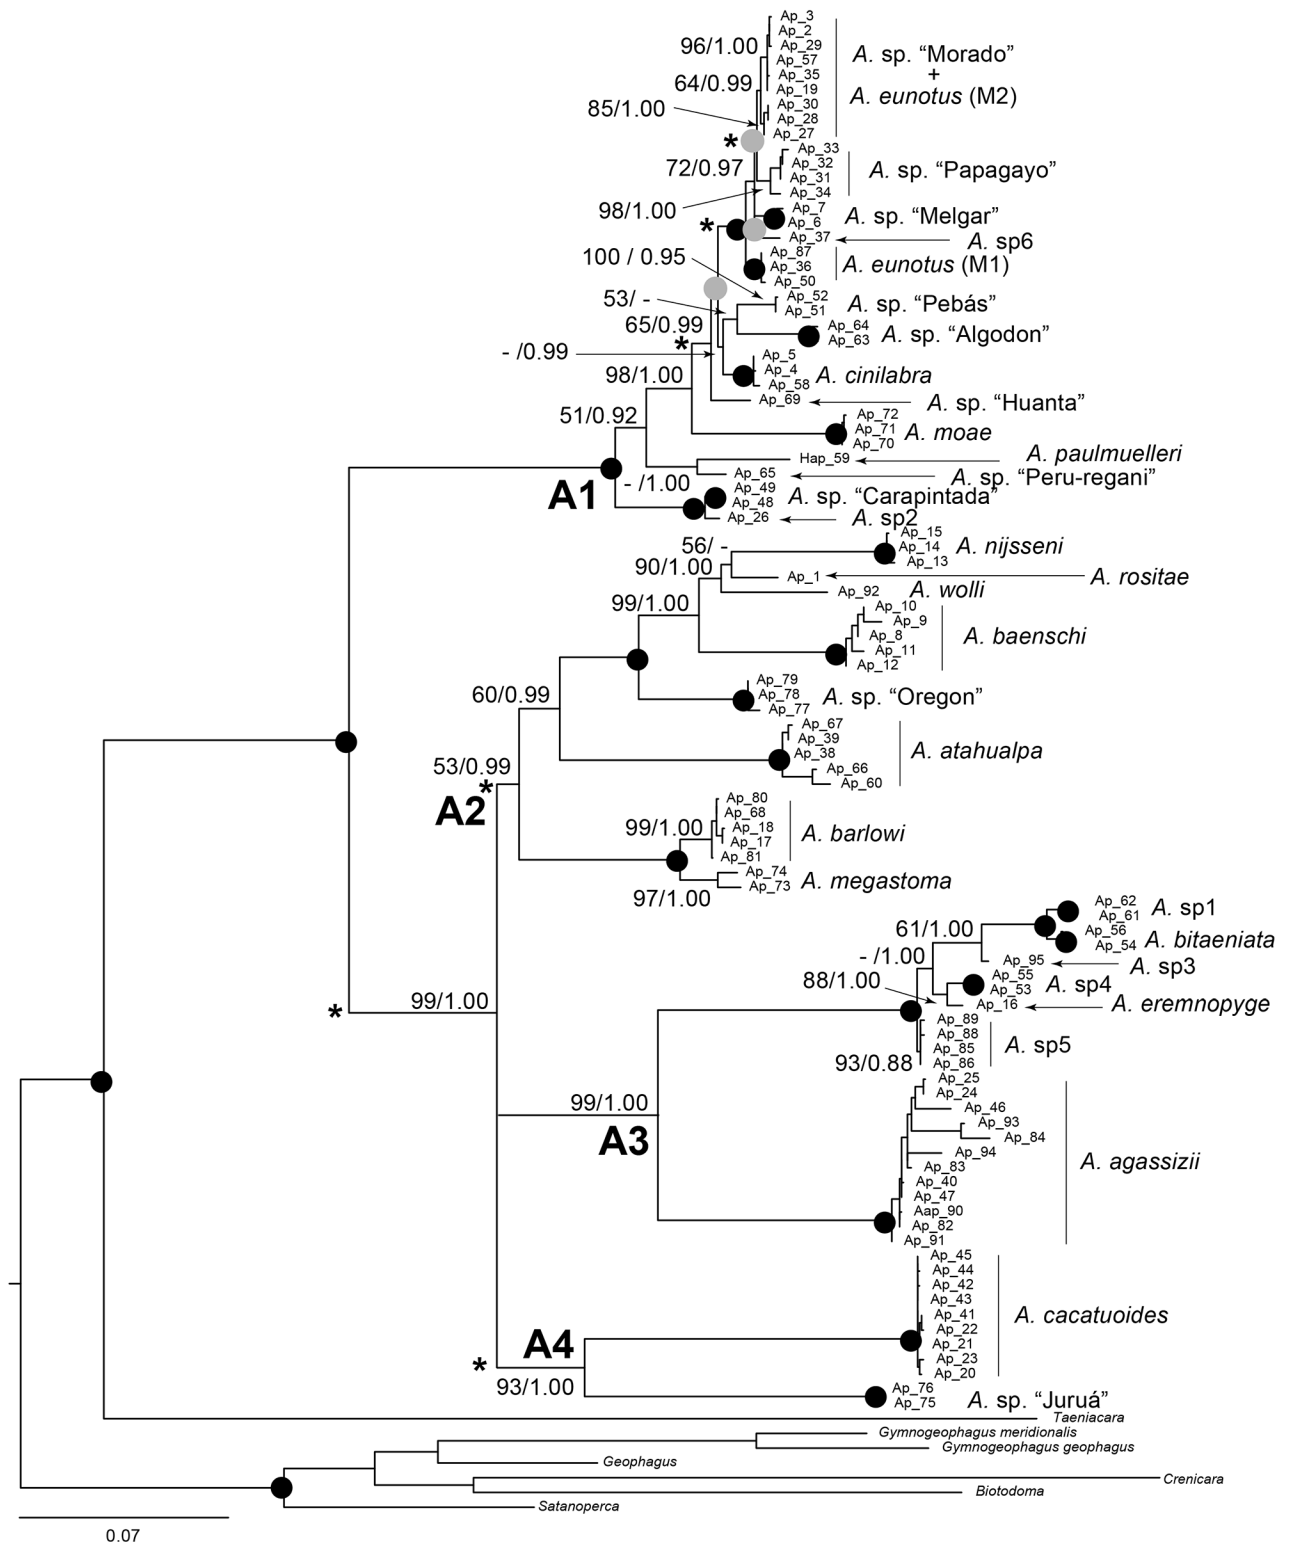 Ap_3
Ap_2
96/1.00
Ap_29
A. sp. “Morado”
Ap_57
+
Ap_35
64/0.99
Ap_19
A. eunotus (M2)
Ap_30
85/1.00
Ap_28
Ap_27
*
Ap_33
Ap_32
72/0.97
A. sp. “Papagayo”
Ap_31
Ap_34
98/1.00
Ap_7
A. sp. “Melgar”
Ap_6
*
Ap_37
A. sp6
Ap_87
100 / 0.95
Ap_36
A. eunotus (M1)
Ap_50
Ap_52
53/ -
A. sp. “Pebás”
Ap_51
65/0.99
Ap_64
A. sp. “Algodon”
Ap_63
*
- /0.99
Ap_5
Ap_4
98/1.00
A. cinilabra
Ap_58
Ap_69
A. sp. “Huanta”
51/0.92
Ap_72
Ap_71
A. moae
Ap_70
Hap_59
A. paulmuelleri
Ap_65
A. sp. “Peru-regani”
- /1.00
Ap_49
A1
A. sp. “Carapintada”
Ap_48
Ap_26
A. sp2
Ap_15
56/ -
Ap_14
A. nijsseni
Ap_13
90/1.00
Ap_1
A. rositae
Ap_92
A. wolli
99/1.00
Ap_10
Ap_9
Ap_8
A. baenschi
Ap_11
Ap_12
Ap_79
60/0.99
Ap_78
A. sp. “Oregon”
Ap_77
Ap_67
Ap_39
Ap_38
A. atahualpa
53/0.99
Ap_66
Ap_60
*
A2
Ap_80
Ap_68
99/1.00
Ap_18
A. barlowi
Ap_17
Ap_81
Ap_74
A. megastoma
Ap_73
97/1.00
Ap_62
A. sp1
Ap_61
61/1.00
Ap_56
A. bitaeniata
Ap_54
- /1.00
Ap_95
A. sp3
Ap_55
88/1.00
A. sp4
Ap_53
99/1.00
Ap_16
A. eremnopyge
*
Ap_89
Ap_88
A. sp5
Ap_85
93/0.88
Ap_86
Ap_25
Ap_24
99/1.00
Ap_46
Ap_93
A3
Ap_84
Ap_94
A. agassizii
Ap_83
Ap_40
Ap_47
Aap_90
Ap_82
Ap_91
Ap_45
Ap_44
Ap_42
Ap_43
Ap_41
A. cacatuoides
Ap_22
A4
Ap_21
Ap_23
*
Ap_20
93/1.00
Ap_76
A. sp. “Juruá”
Ap_75
Taeniacara
Gymnogeophagus meridionalis
Gymnogeophagus geophagus
Geophagus
Crenicara
Biotodoma
Satanoperca
0.07